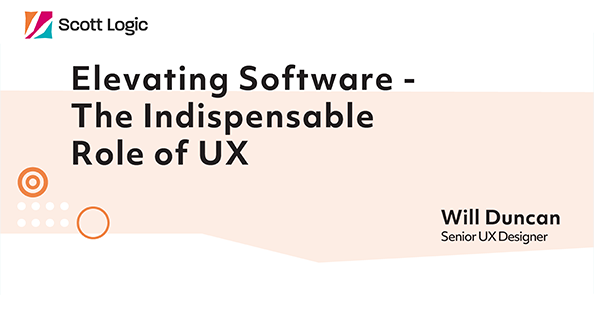 Scott Logic
Elevating Software -
The Indispensable
Role of UX
Will Duncan
Senior UX Designer